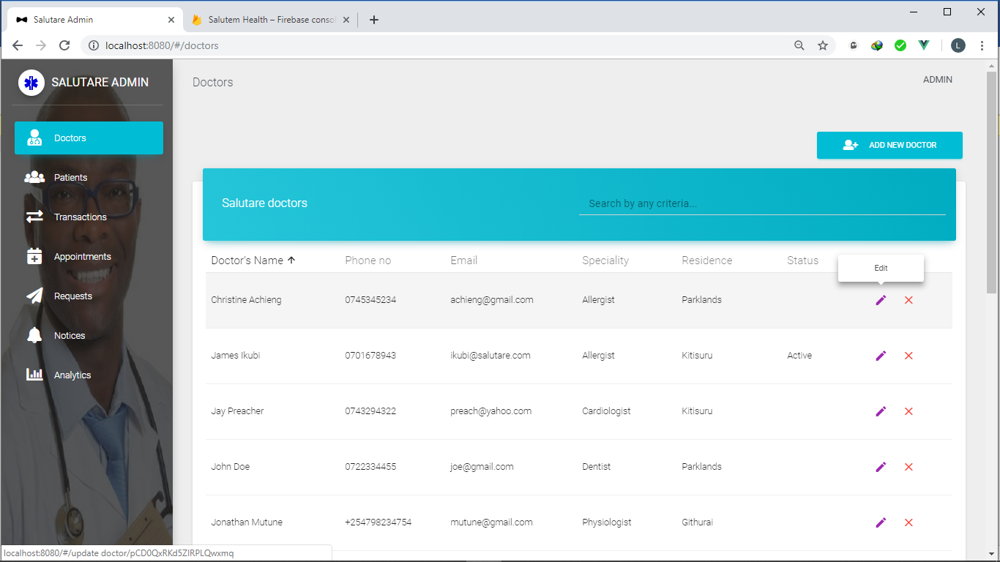 Salutare Admin
Salutem Health – Firebase consol
localhost:8080/#/doctors
L
SALUTARE ADMIN
Doctors
ADMIN
Doctors
Patients
Transactions
Appointments
Requests
Notices
Analytics
ADD NEW DOCTOR
Salutare doctors
Search by any criteria...
Doctor's Name Phone no Email Speciality Residence Status
Edit
Christine Achieng 0745345234 achieng@gmail.com Allergist Parklands
James Ikubi 0701678943 ikubi@salutare.com Allergist Kitisuru Active
Jay Preacher 0743294322 preach@yahoo.com Cardiologist Kitisuru
John Doe 0722334455 joe@gmail.com Dentist Parklands
Jonathan Mutune +254798234754 mutune@gmail.com Physiologist Githurai
localhost:8080/#/update doctor/pCD0QxRKd5ZIRPLQwxmq